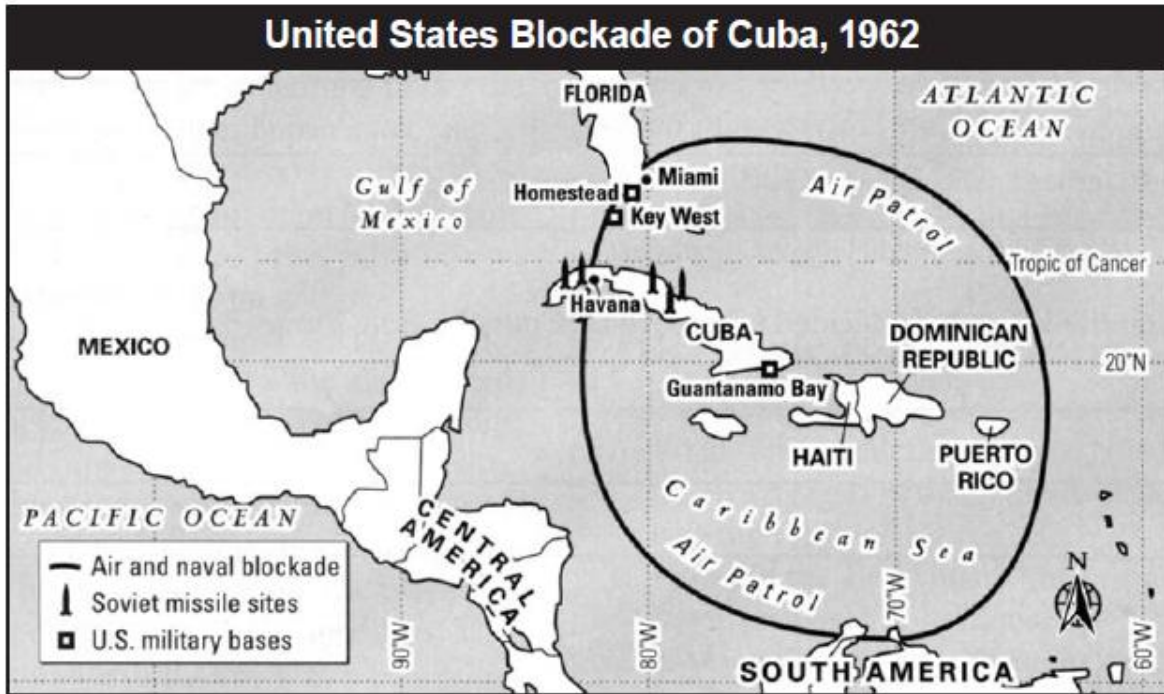 United States Blockade of Cuba, 1962
FLORIDA
ATLANTIC
OCEAN
Gulf of
Mexico
Miami
Homestead
Key West
Air Patrol
Tropic of Cancer
Havana
MEXICO
CUBA
DOMINICAN
REPUBLIC
20°N
Guantanamo Bay
HAITI
PUERTO
RICO
PACIFIC OCEAN
CENTRAL
AMERICA
Caribbean Sea
Air Patrol
Air and naval blockade
Soviet missile sites
U.S. military bases
90°W
80°W
70°W
60°W
N
SOUTH AMERICA